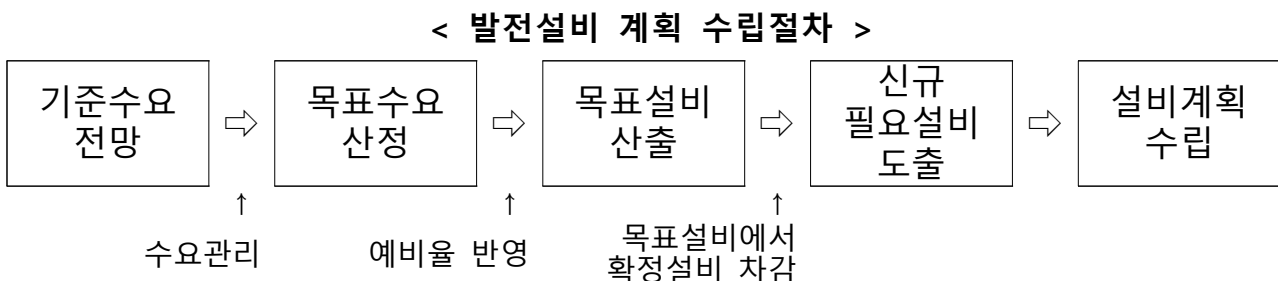 < 발전설비 계획 수립절차 >
기준수요
전망
⇨
목표수요
산정
⇨
목표설비
산출
⇨
신규
필요설비
도출
⇨
설비계획
수립
↑
수요관리
↑
예비율 반영
↑
목표설비에서
확정설비 차감